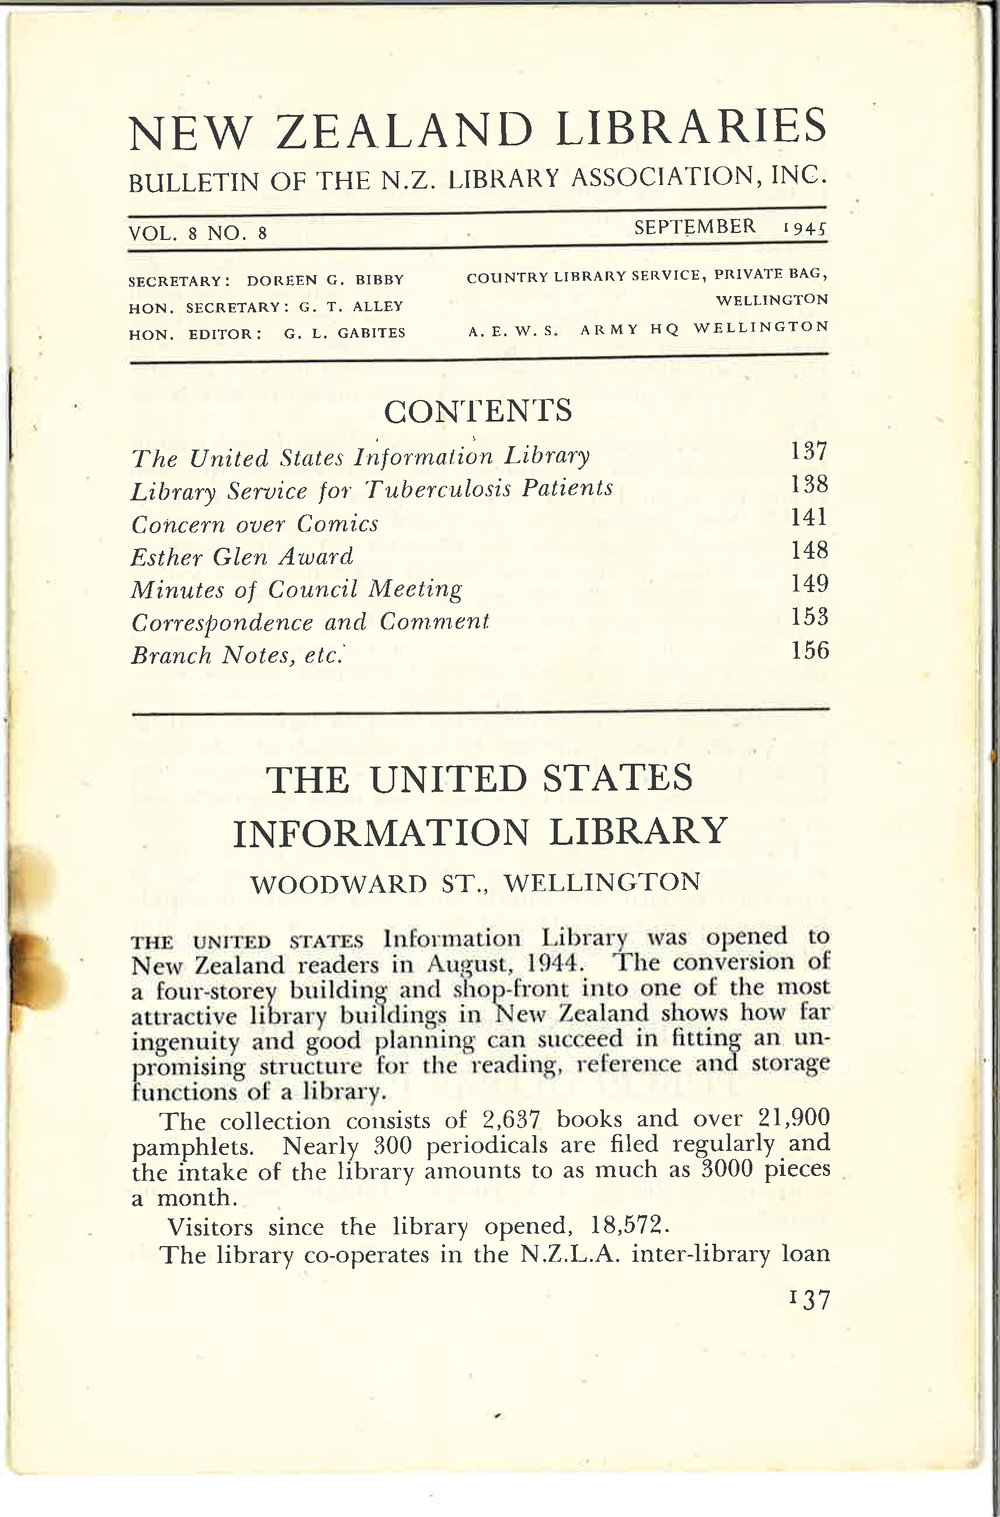 NEW ZEALAND LIBRARIES
BULLETIN OF THE N.Z. LIBRARY ASSOCIATION, INC.
VOL. 8 NO. 8 SEPTEMBER 1945
SECRETARY: DOREEN G. BIBBY COUNTRY LIBRARY SERVICE, PRIVATE BAG,
HON. SECRETARY: G. T. ALLEY WELLINGTON
HON. EDITOR: G. L. GABITES A. E. W. S. ARMY HQ WELLINGTON
CONTENTS
The United States Information Library 137
Library Service for Tuberculosis Patients 138
Concern over Comics 141
Esther Glen Award 148
Minutes of Council Meeting 149
Correspondence and Comment 153
Branch Notes, etc. 156
THE UNITED STATES
INFORMATION LIBRARY
WOODWARD ST., WELLINGTON
THE UNITED STATES Information Library was opened to
New Zealand readers in August, 1944. The conversion of
a four-storey building and shop-front into one of the most
attractive library buildings in New Zealand shows how far
ingenuity and good planning can succeed in fitting an un-
promising structure for the reading, reference and storage
functions of a library.
The collection consists of 2,637 books and over 21,900
pamphlets. Nearly 300 periodicals are filed regularly and
the intake of the library amounts to as much as 3000 pieces
a month.
Visitors since the library opened, 18,572.
The library co-operates in the N.Z.L.A. inter-library loan
137